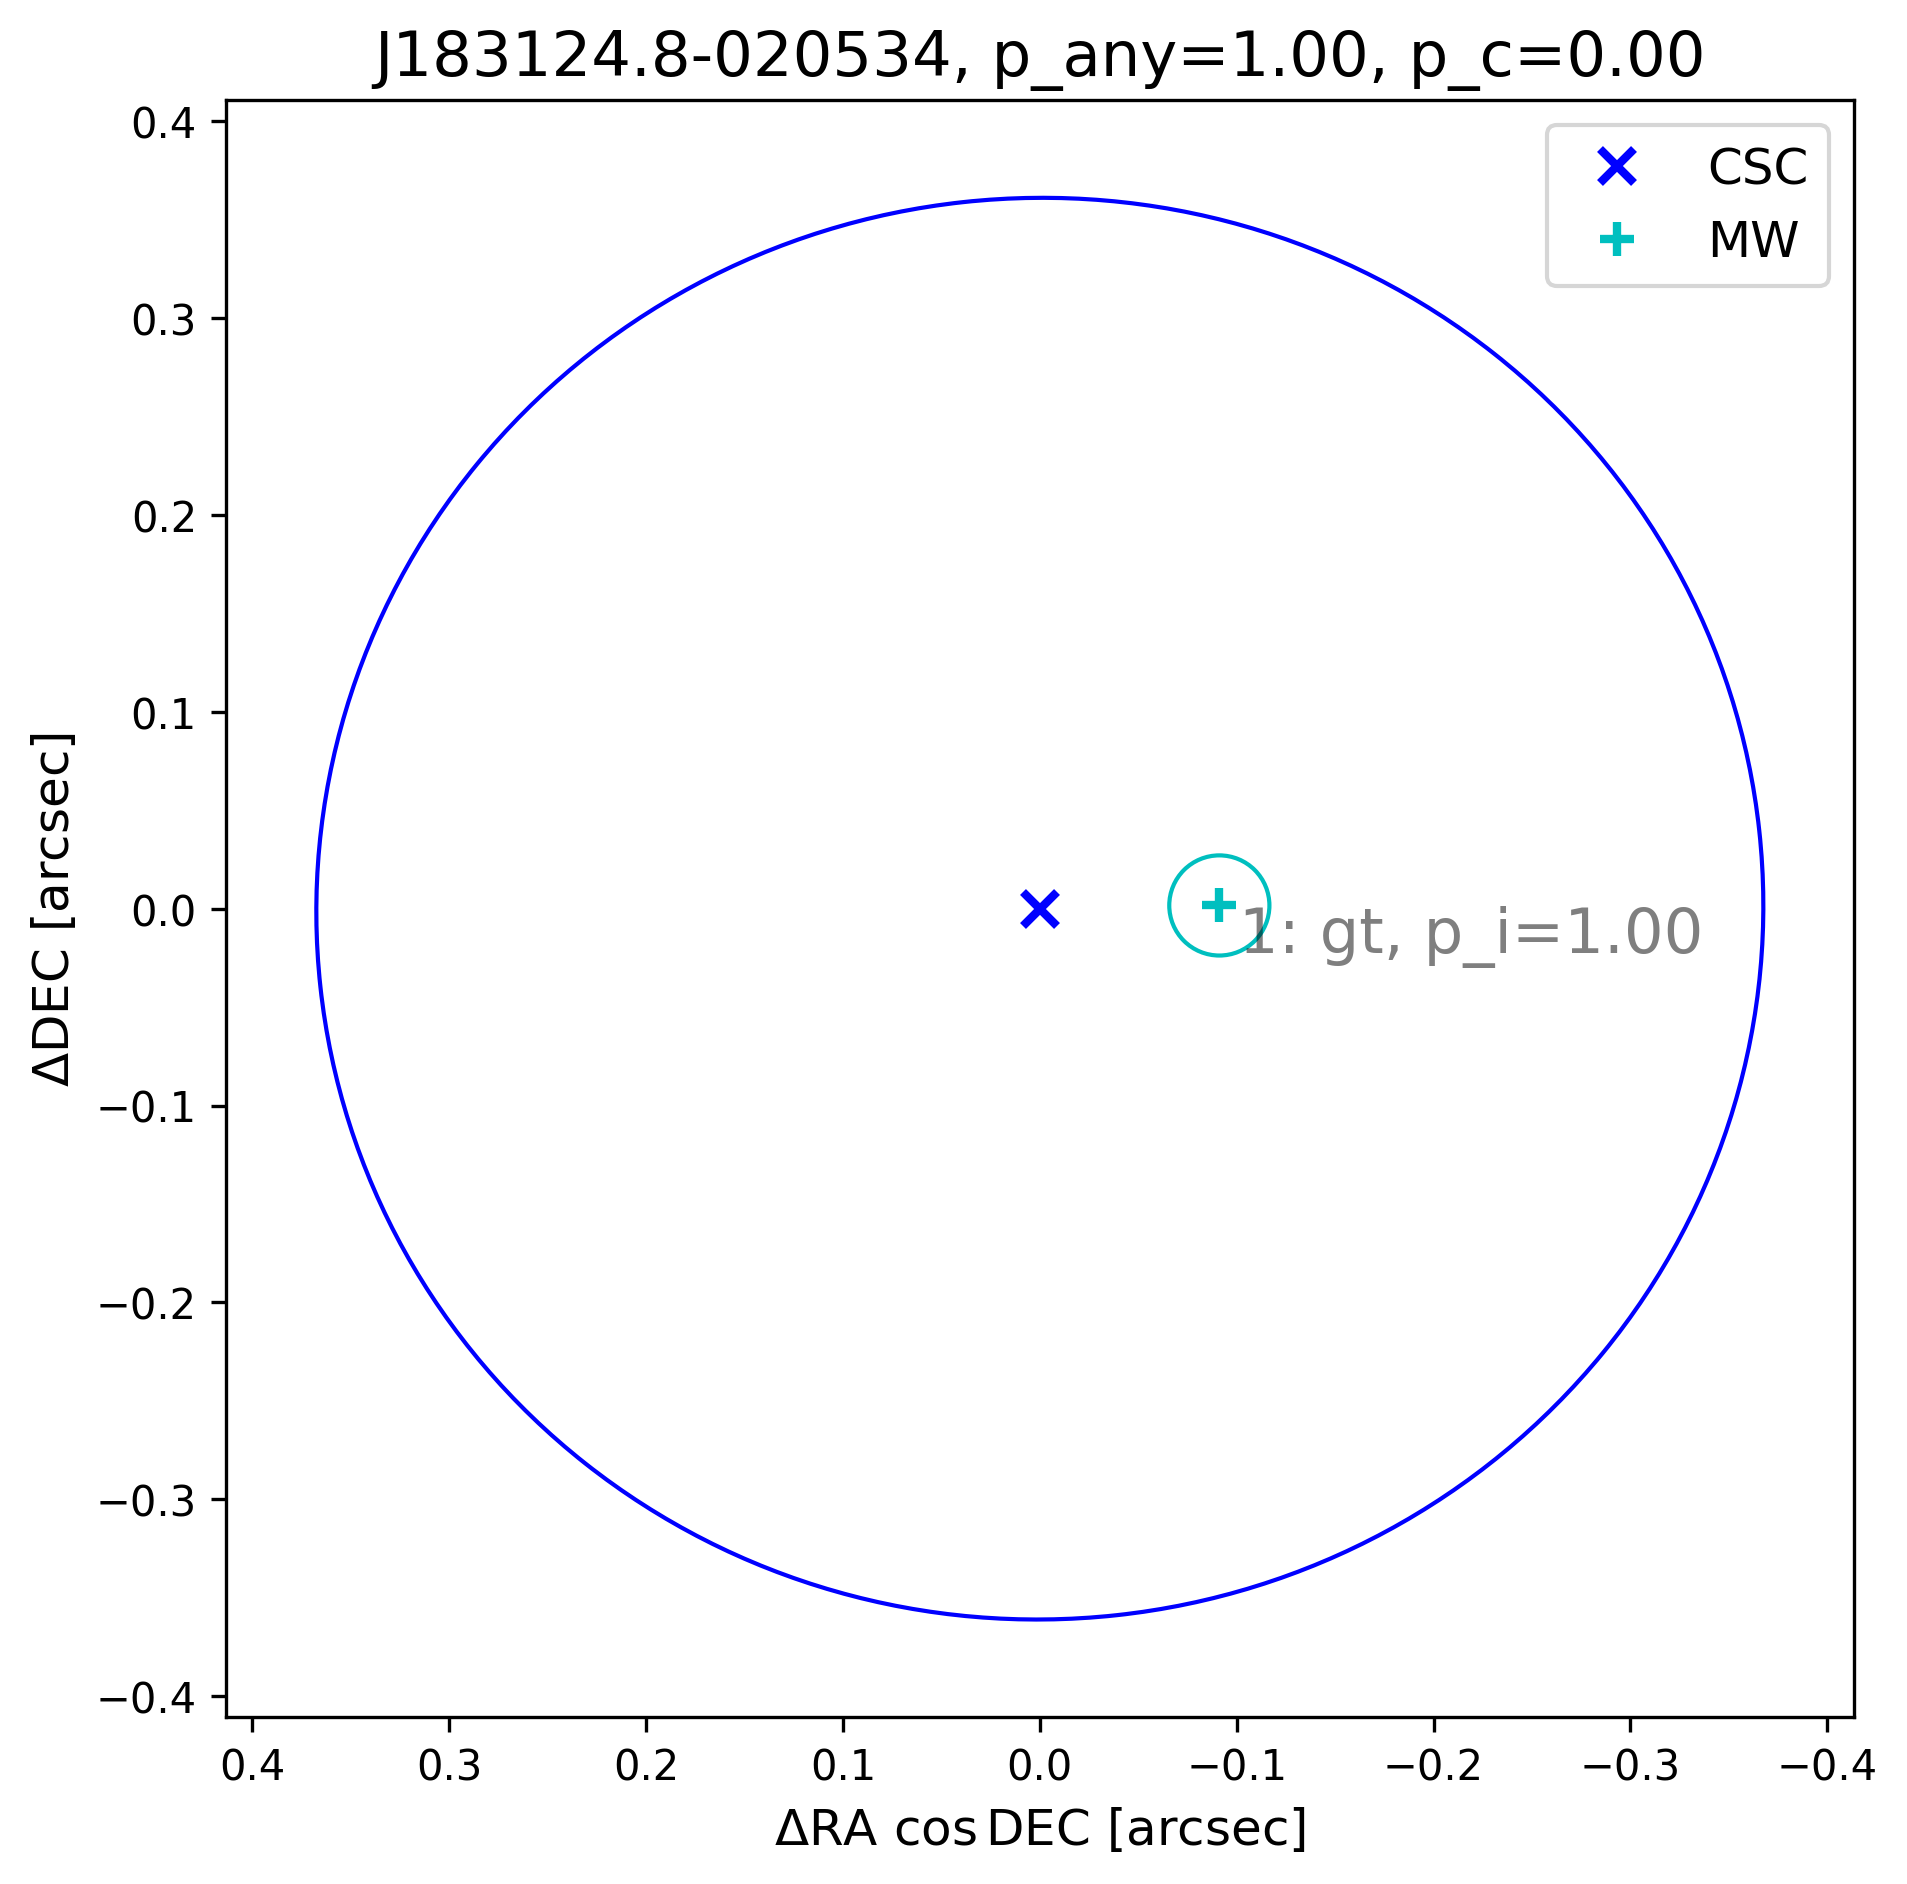 J183124.8-020534, p_any=1.00, p_c=0.00
CSC
MW
1: gt, p_i=1.00
ΔDEC [arcsec]
0.4
0.3
0.2
0.1
0.0
−0.1
−0.2
−0.3
−0.4
0.4 0.3 0.2 0.1 0.0 −0.1 −0.2 −0.3 −0.4
ΔRA cos DEC [arcsec]